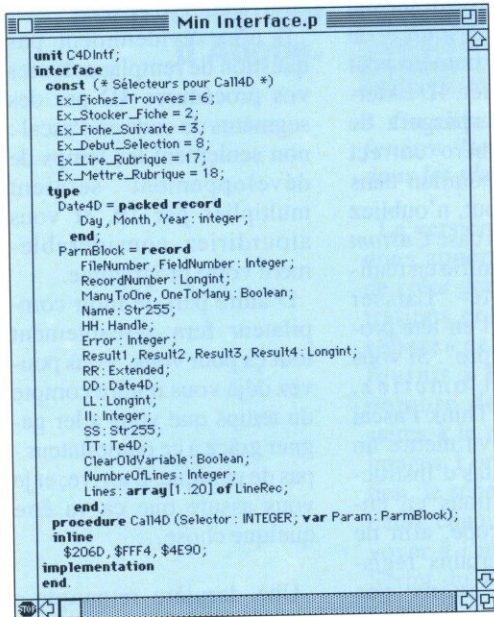 Min Interface.p
unit C4DIntf;
interface
const (* Sélecteurs pour Call4D *)
Ex_Fiches_Trouvees = 6;
Ex_Stocker_Fiche = 2;
Ex_Fiche_Suivante = 3;
Ex_Debut_Selection = 8;
Ex_Lire_Rubrique = 17;
Ex_Mettre_Rubrique = 18;
type
Date4D = packed record
Day, Month, Year : integer;
end;
ParmBlock = record
FileNumber, FieldNumber : Integer;
RecordNumber : Longint;
ManyToOne, OneToMany : Boolean;
Name : Str255;
HH : Handle;
Error : Integer;
Result1, Result2, Result3, Result4 : Longint;
RR : Extended;
DD : Date4D;
LL : Longint;
II : Integer;
SS : Str255;
TT : Te4D;
ClearOldVariable : Boolean;
NumbreOfLines : Integer;
Lines : array[1..20] of LineRec;
end;
procedure Call4D (Selector : INTEGER; var Param : ParmBlock);
inline
$206D, $FFF4, $4E90;
implementation
end.
STOP